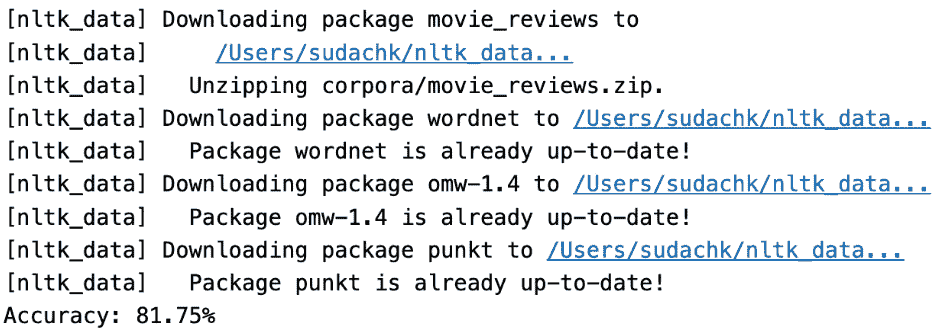 [nltk_data] Downloading package movie_reviews to
[nltk_data]     /Users/sudachk/nltk_data...
[nltk_data]   Unzipping corpora/movie_reviews.zip.
[nltk_data] Downloading package wordnet to /Users/sudachk/nltk_data...
[nltk_data]   Package wordnet is already up-to-date!
[nltk_data] Downloading package omw-1.4 to /Users/sudachk/nltk_data...
[nltk_data]   Package omw-1.4 is already up-to-date!
[nltk_data] Downloading package punkt to /Users/sudachk/nltk_data...
[nltk_data]   Package punkt is already up-to-date!
Accuracy: 81.75%